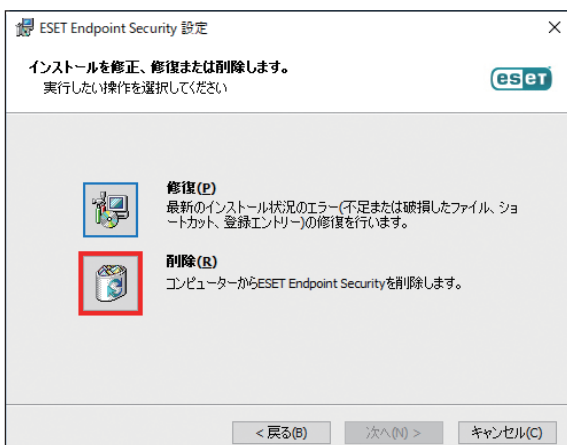 ESET Endpoint Security 設定
インストールを修正、修復または削除します。
実行したい操作を選択してください
eset
修復(P)
最新のインストール状況のエラー(不足または破損したファイル、ショ
ートカット、登録エントリー)の修復を行います。
削除(R)
コンピューターからESET Endpoint Securityを削除します。
< 戻る(B)
次へ(N) >
キャンセル(C)